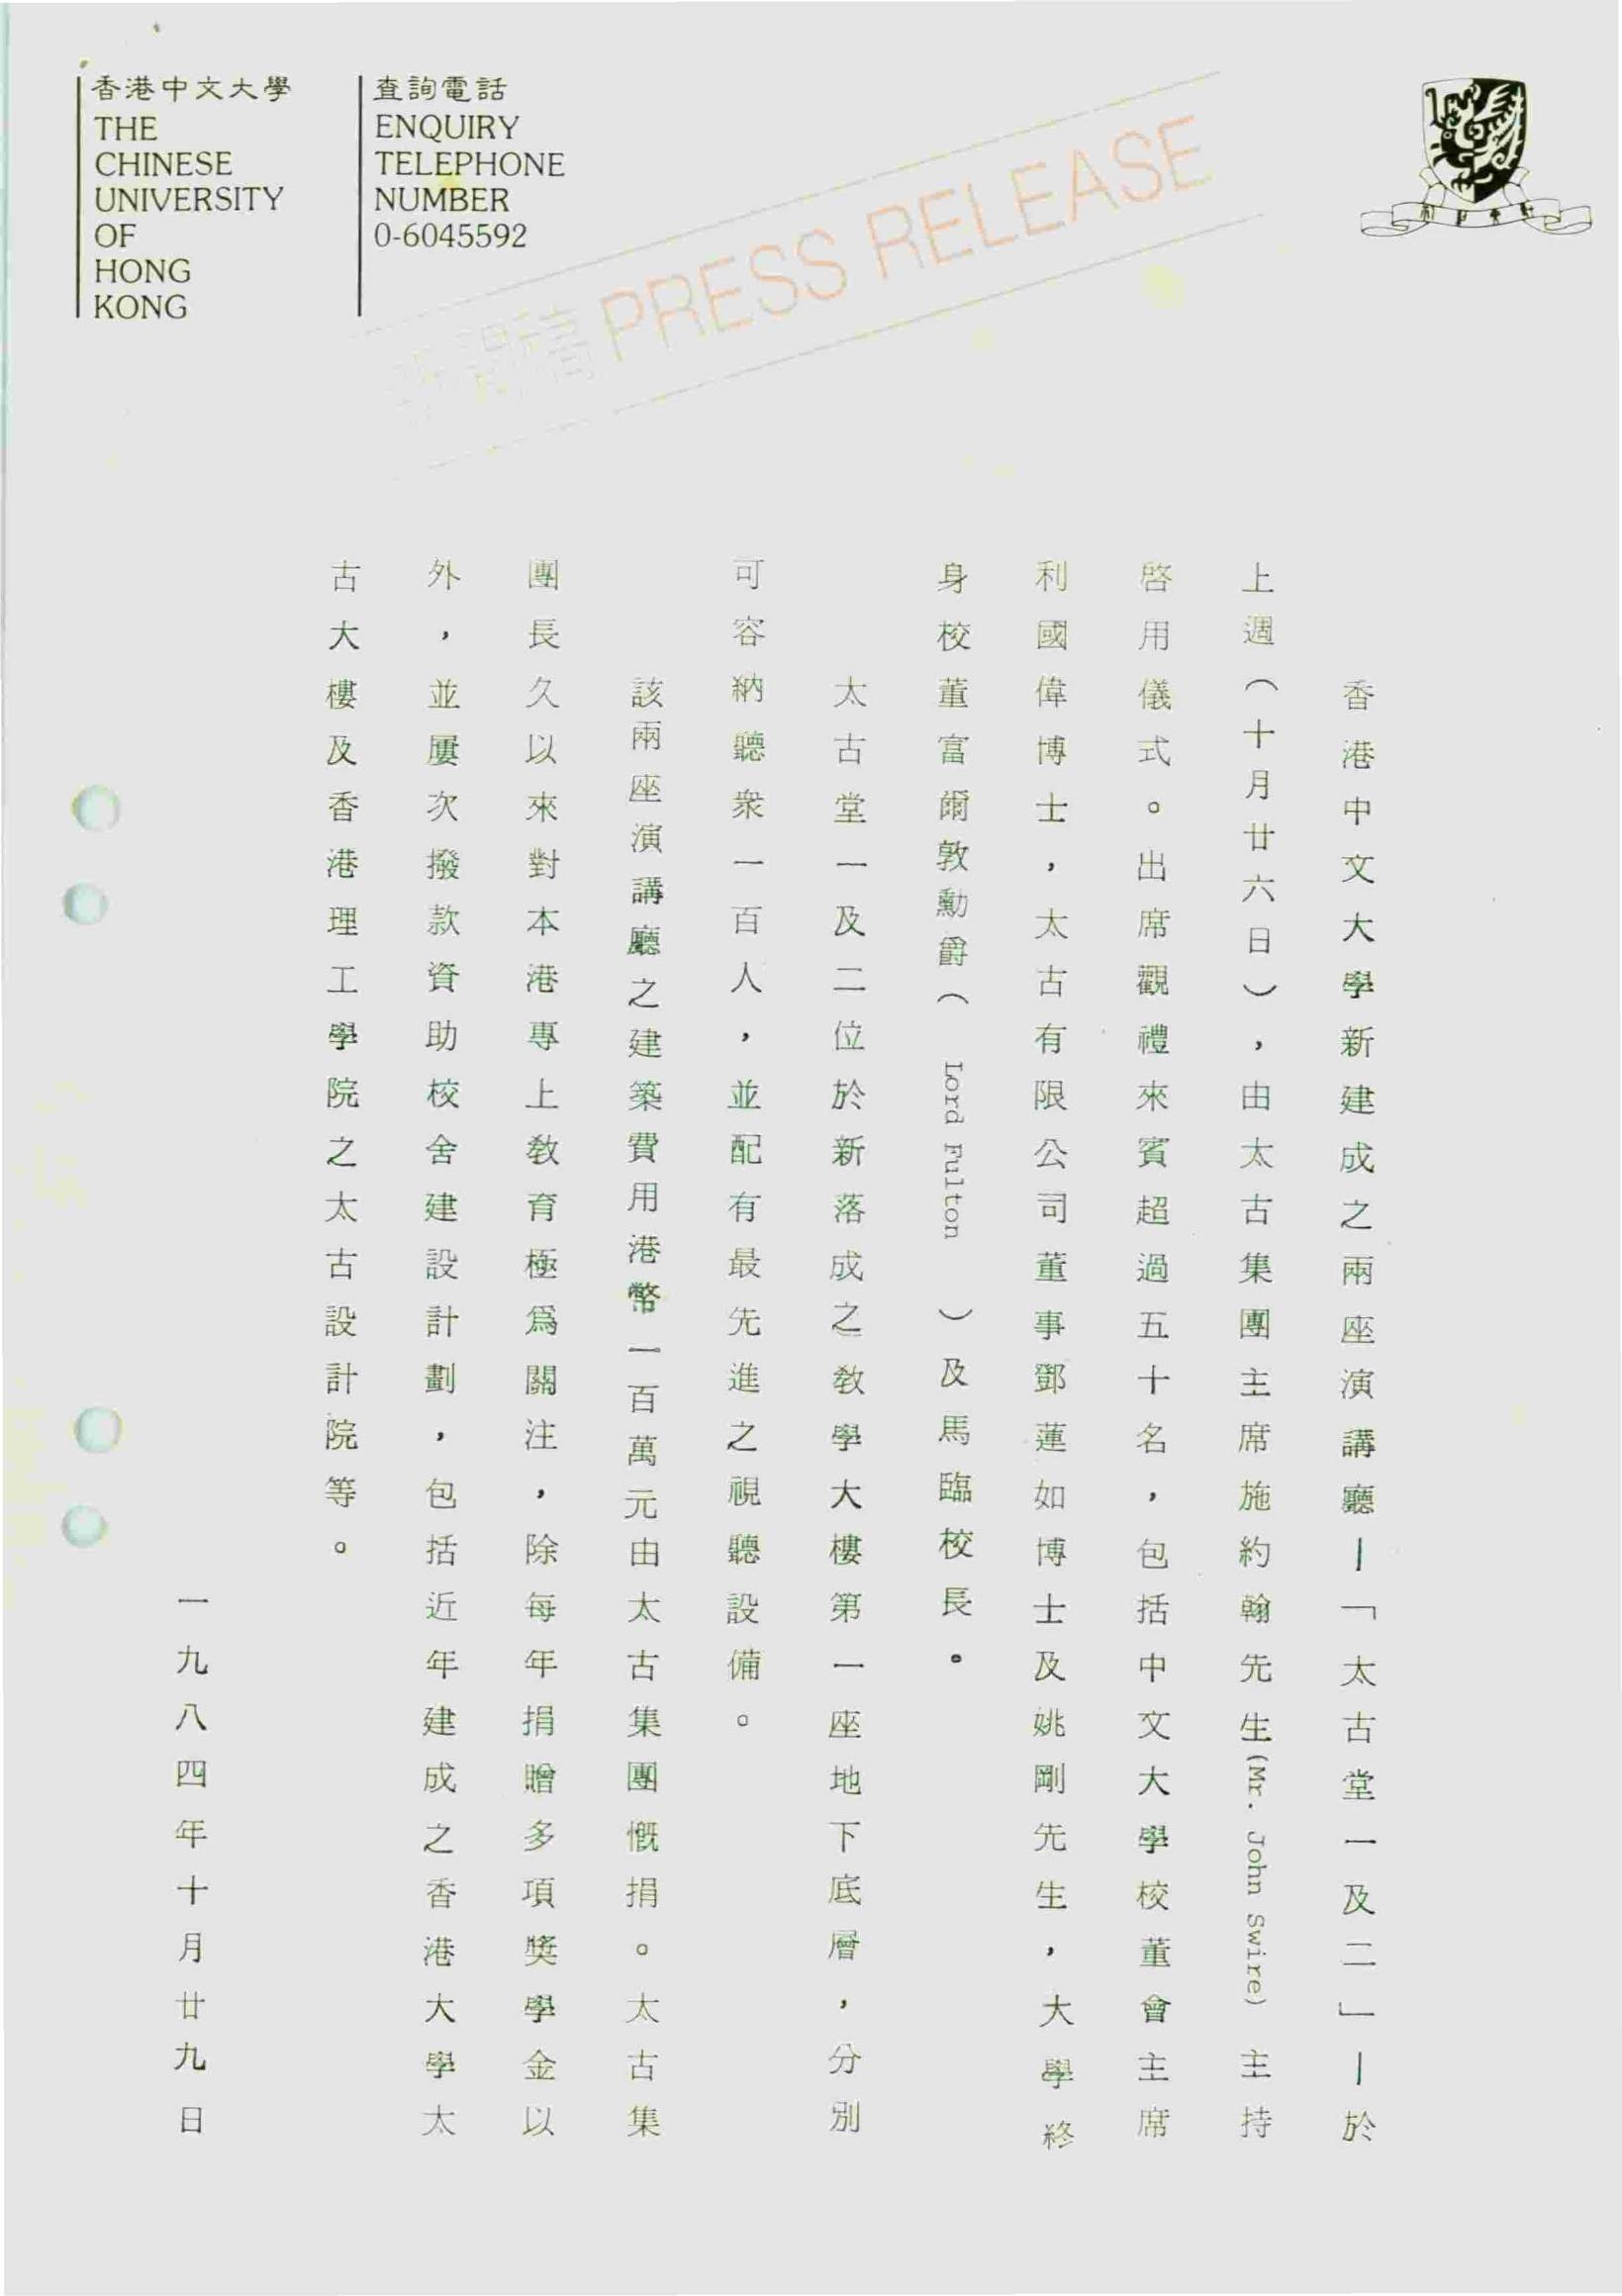 香港中文大學
THE
CHINESE
UNIVERSITY
OF
HONG
KONG
查詢電話
ENQUIRY
TELEPHONE
NUMBER
0-6045592
新聞稿 PRESS RELEASE
香港中文大學新建成之兩座演講廳—「太古堂一及二」—於
上週（十月廿六日），由太古集團主席施約翰先生(Mr. John Swire) 主持
啓用儀式。出席觀禮來賓超過五十名，包括中文大學校董會主席
利國偉博士，太古有限公司董事鄧蓮如博士及姚剛先生，大學終
身校董富爾敦勳爵（ Lord Fulton ）及馬臨校長。
太古堂一及二位於新落成之教學大樓第一座地下底層，分別
可容納聽衆一百人，並配有最先進之視聽設備。
該兩座演講廳之建築費用港幣一百萬元由太古集團慨捐。太古集
團長久以來對本港專上教育極爲關注，除每年捐贈多項獎學金以
外，並屢次撥款資助校舍建設計劃，包括近年建成之香港大學太
古大樓及香港理工學院之太古設計院等。
一九八四年十月廿九日